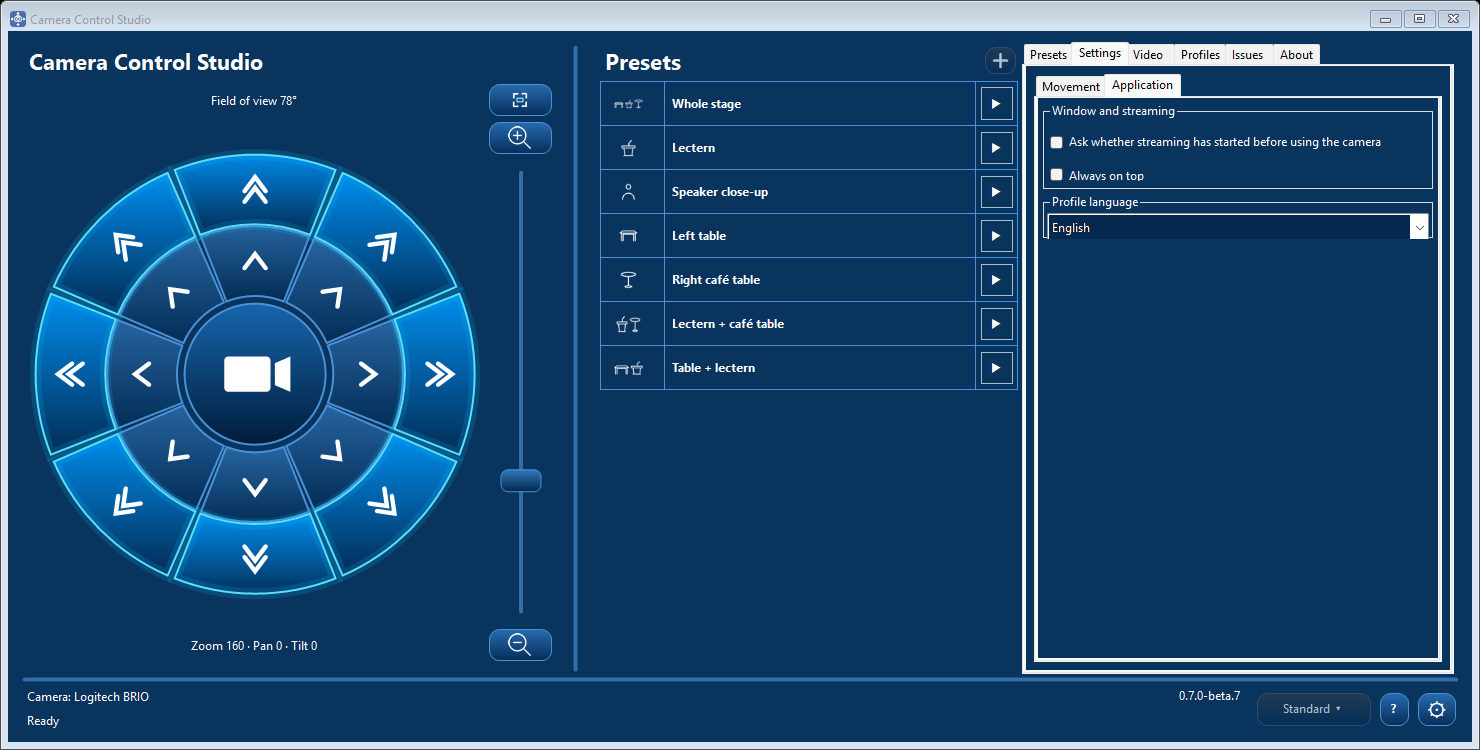 Camera Control Studio
Camera Control Studio
Field of view 78°
Zoom 160 · Pan 0 · Tilt 0
Presets
Whole stage
Lectern
Speaker close-up
Left table
Right café table
Lectern + café table
Table + lectern
Presets Settings Video Profiles Issues About
Movement Application
Window and streaming
Ask whether streaming has started before using the camera
Always on top
Profile language
English
Camera: Logitech BRIO
Ready
0.7.0-beta.7
Standard
?